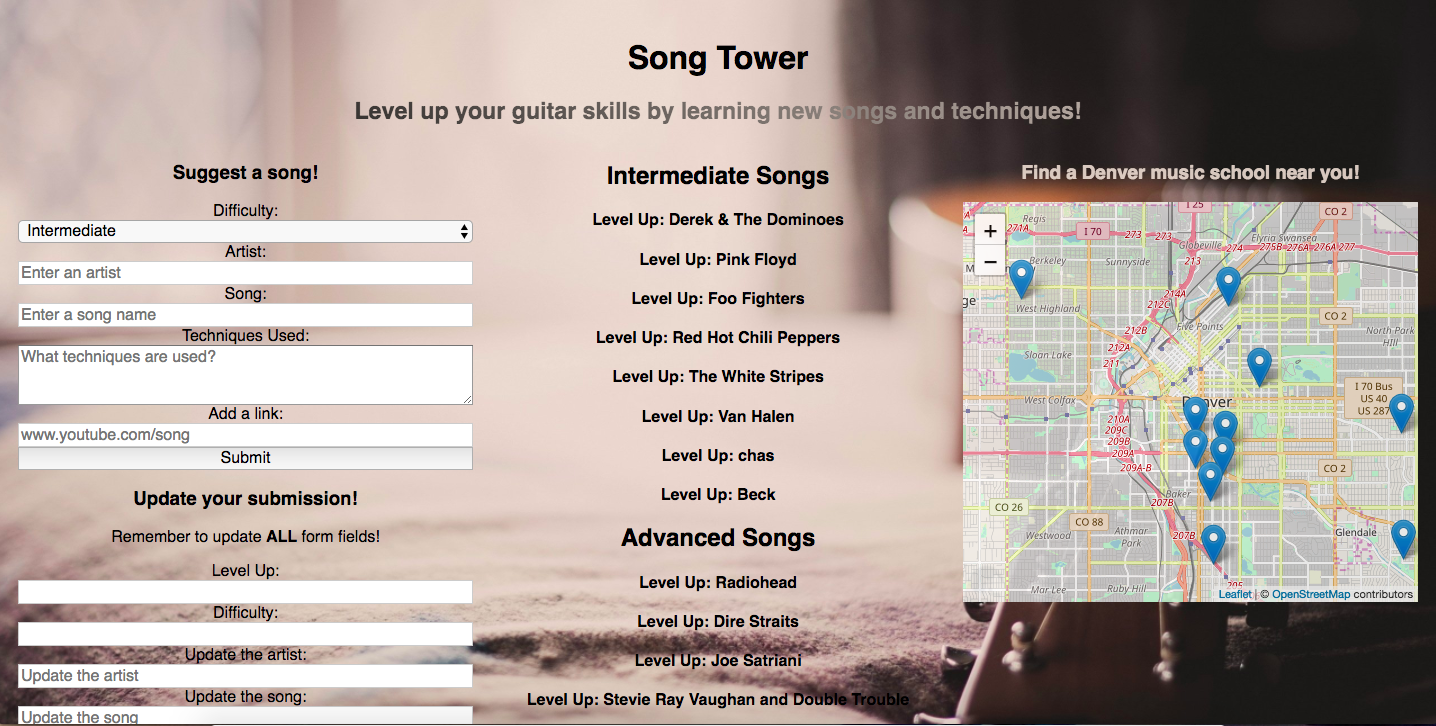 Song Tower
Level up your guitar skills by learning new songs and techniques!
Suggest a song!
Difficulty:
Intermediate
Artist:
Enter an artist
Song:
Enter a song name
Techniques Used:
What techniques are used?
Add a link:
www.youtube.com/song
Submit
Update your submission!
Remember to update ALL form fields!
Level Up:
Difficulty:
Update the artist:
Update the artist
Update the song:
Update the song
Intermediate Songs
Level Up: Derek & The Dominoes
Level Up: Pink Floyd
Level Up: Foo Fighters
Level Up: Red Hot Chili Peppers
Level Up: The White Stripes
Level Up: Van Halen
Level Up: chas
Level Up: Beck
Advanced Songs
Level Up: Radiohead
Level Up: Dire Straits
Level Up: Joe Satriani
Level Up: Stevie Ray Vaughan and Double Trouble
Find a Denver music school near you!
+
−
I 25
CO 2
Regis
271A
I 70
273
273
Globeville
274
Elyria Swansea
275B
276A
276A
277
Berkeley
Sunnyside
213
214A
212C
West Highland
Five Points
CO 2
North Park
Hill
212B
212A
211
Sloan Lake
I 70 Bus
US 40
US 287
West Colfax
Denver
210A
209C
209B
209A
209A-B
CO 2
Baker
207B
CO 26
CO 88
Westwood
Athmar
Park
207B
Glendale
Mar Lee
Ruby Hill
205
Leaflet | © OpenStreetMap contributors